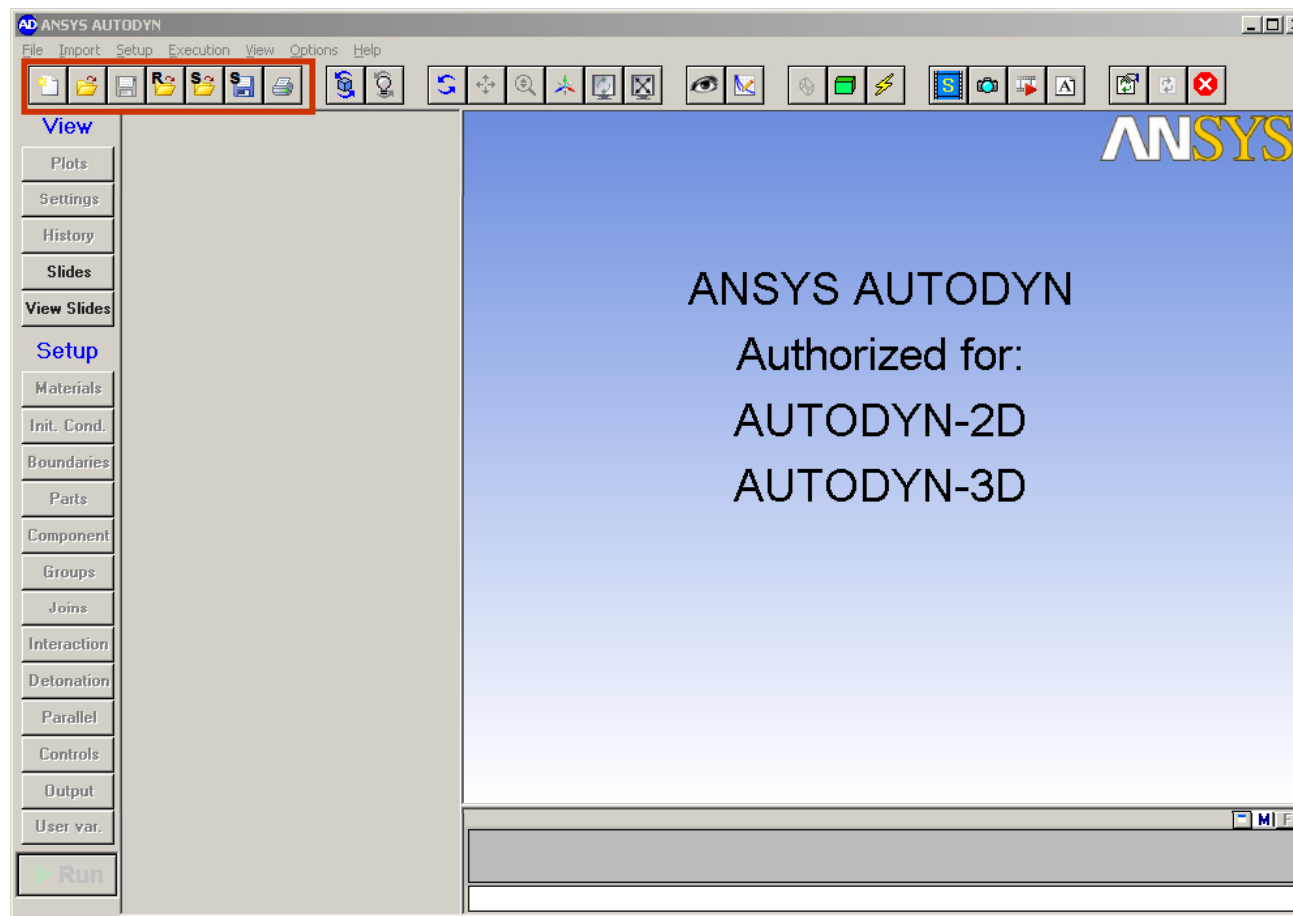 AD ANSYS AUTODYN
File Import Setup Execution View Options Help
R S S S A
View
Plots
Settings
History
Slides
View Slides
Setup
Materials
Init. Cond.
Boundaries
Parts
Component
Groups
Joins
Interaction
Detonation
Parallel
Controls
Output
User var.
Run
ANSYS
ANSYS AUTODYN
Authorized for:
AUTODYN-2D
AUTODYN-3D
M F